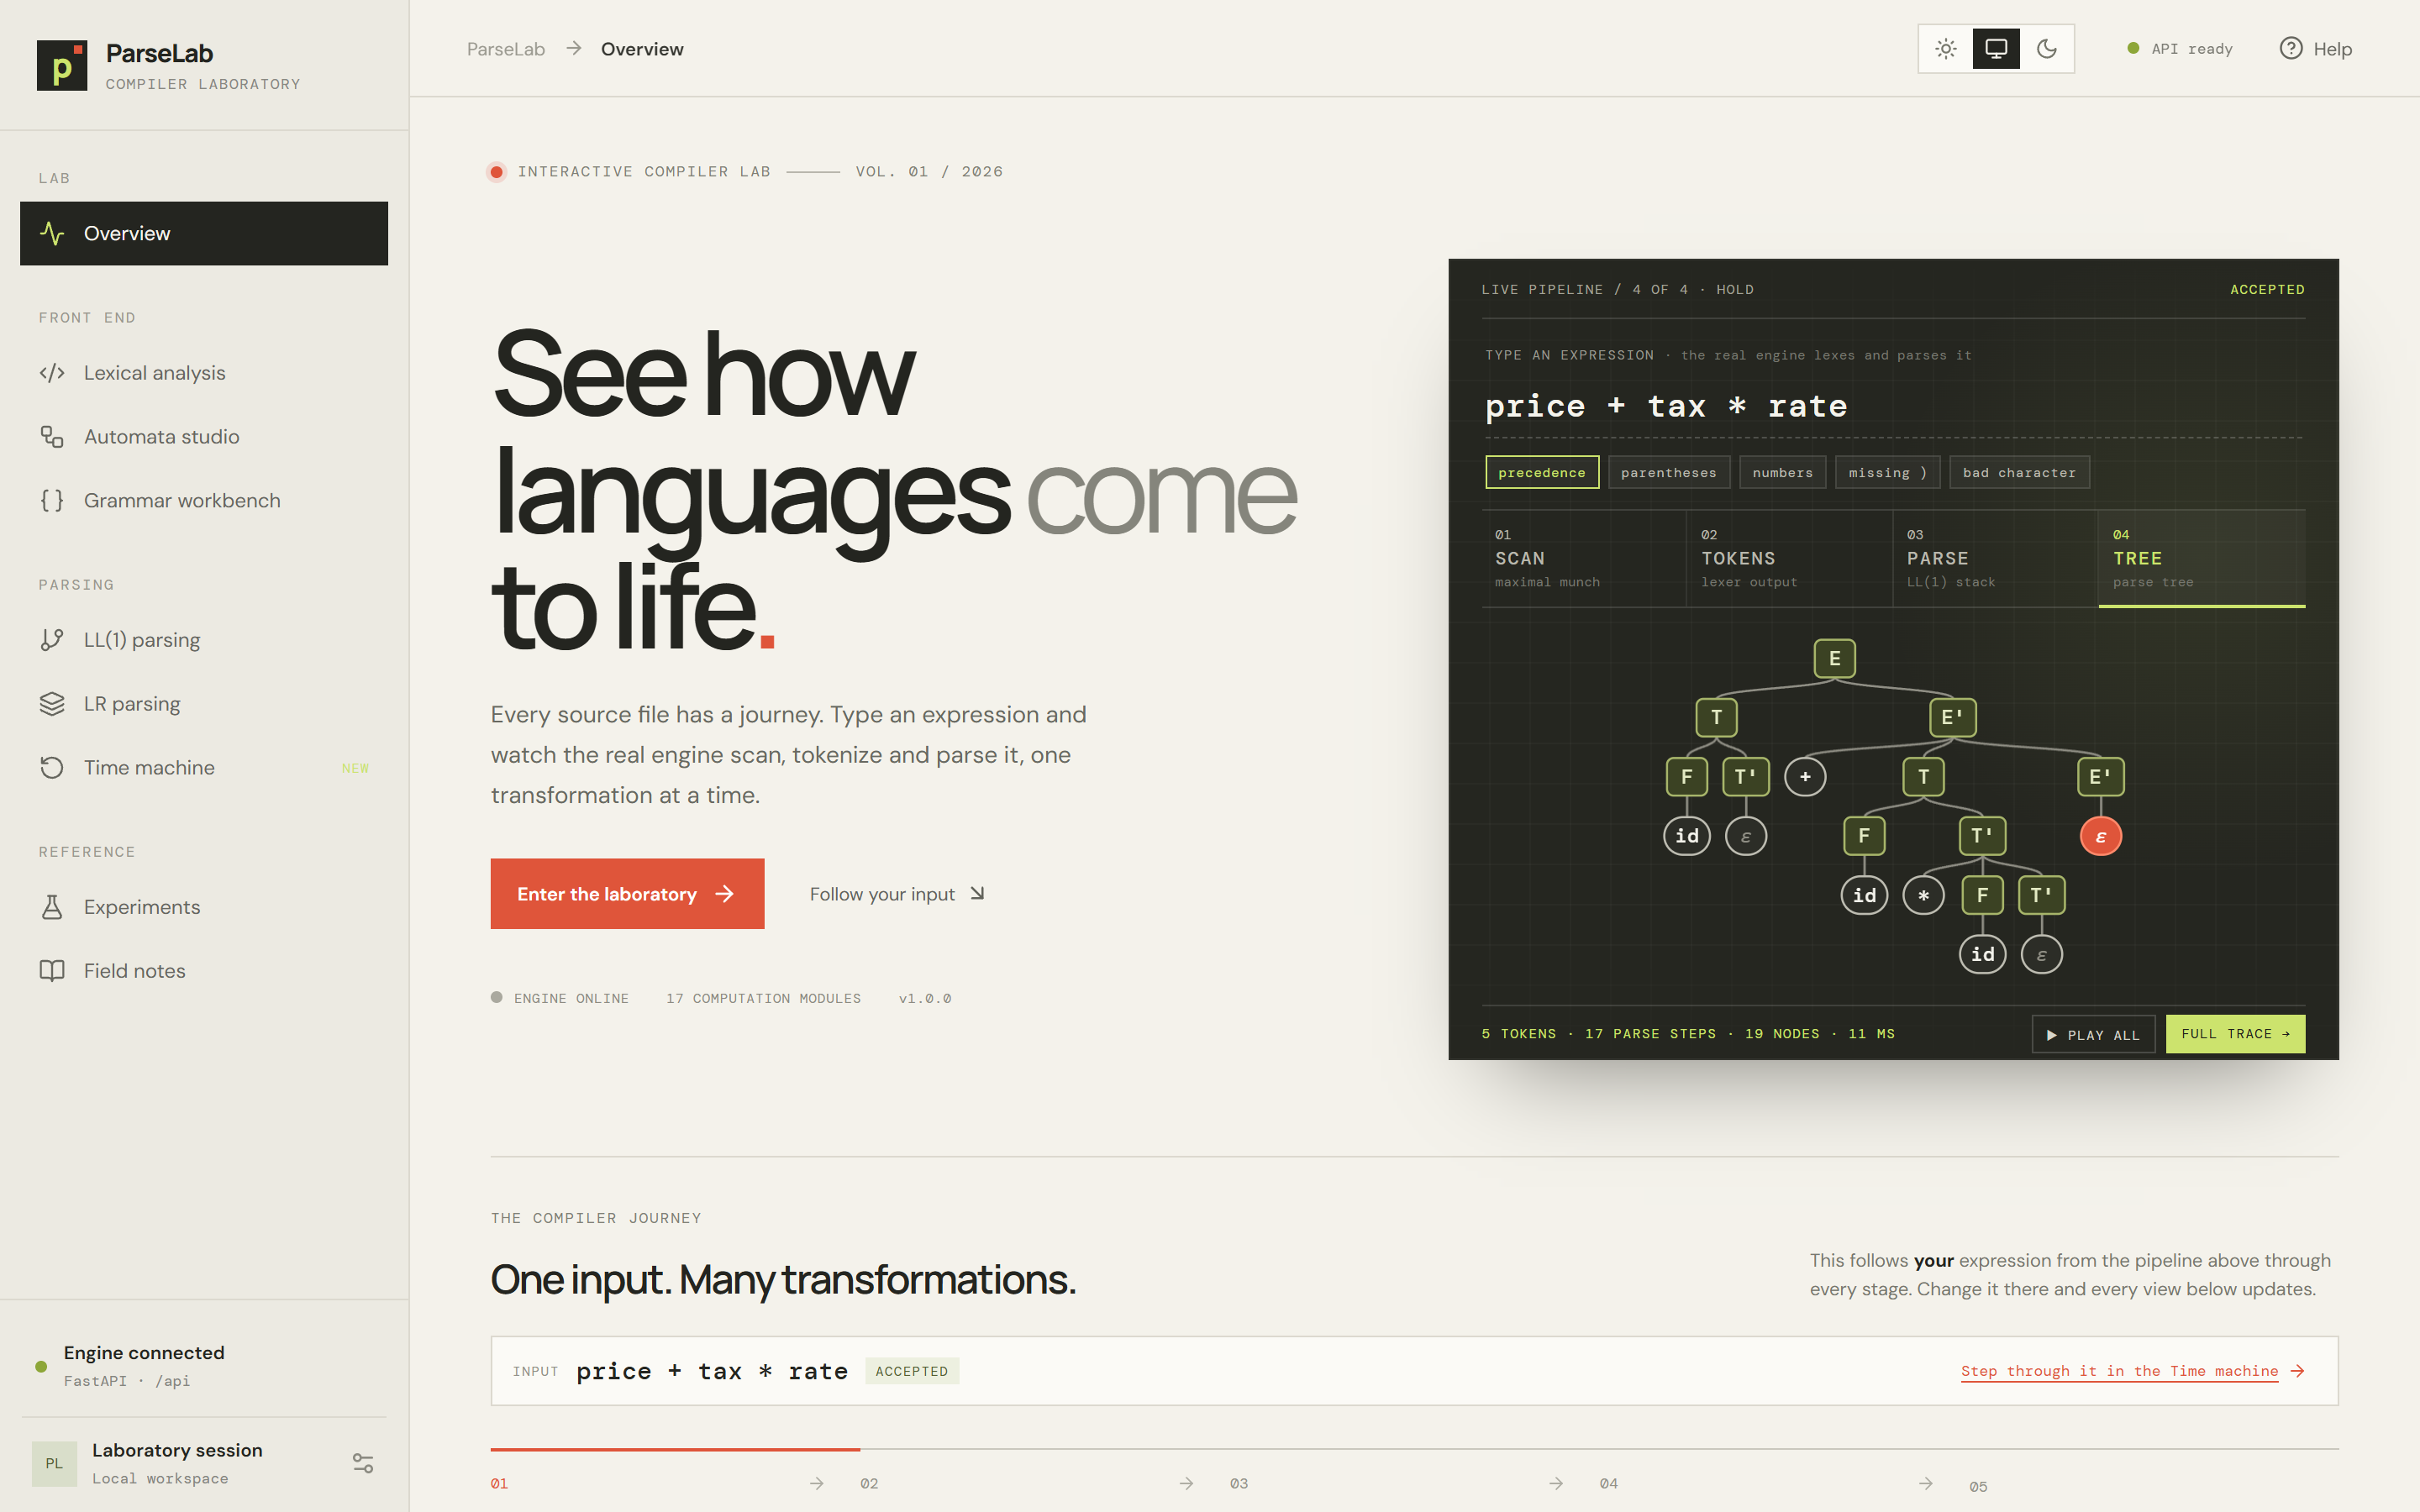 p
ParseLab
COMPILER LABORATORY
LAB
Overview
FRONT END
Lexical analysis
Automata studio
Grammar workbench
PARSING
LL(1) parsing
LR parsing
Time machine NEW
REFERENCE
Experiments
Field notes
Engine connected
FastAPI · /api
PL
Laboratory session
Local workspace
ParseLab → Overview
API ready
Help
INTERACTIVE COMPILER LAB — VOL. 01 / 2026
See how
languages come
to life.
Every source file has a journey. Type an expression and
watch the real engine scan, tokenize and parse it, one
transformation at a time.
Enter the laboratory →
Follow your input ↘
ENGINE ONLINE 17 COMPUTATION MODULES v1.0.0
LIVE PIPELINE / 4 OF 4 · HOLD ACCEPTED
TYPE AN EXPRESSION · the real engine lexes and parses it
price + tax * rate
precedence parentheses numbers missing ) bad character
01 02 03 04
SCAN TOKENS PARSE TREE
maximal munch lexer output LL(1) stack parse tree
E
T E'
F T' + T E'
id ε F T' ε
id * F T'
id ε
5 TOKENS · 17 PARSE STEPS · 19 NODES · 11 MS
▶ PLAY ALL FULL TRACE →
THE COMPILER JOURNEY
One input. Many transformations.
This follows your expression from the pipeline above through
every stage. Change it there and every view below updates.
INPUT price + tax * rate ACCEPTED
Step through it in the Time machine →
01 → 02 → 03 → 04 → 05